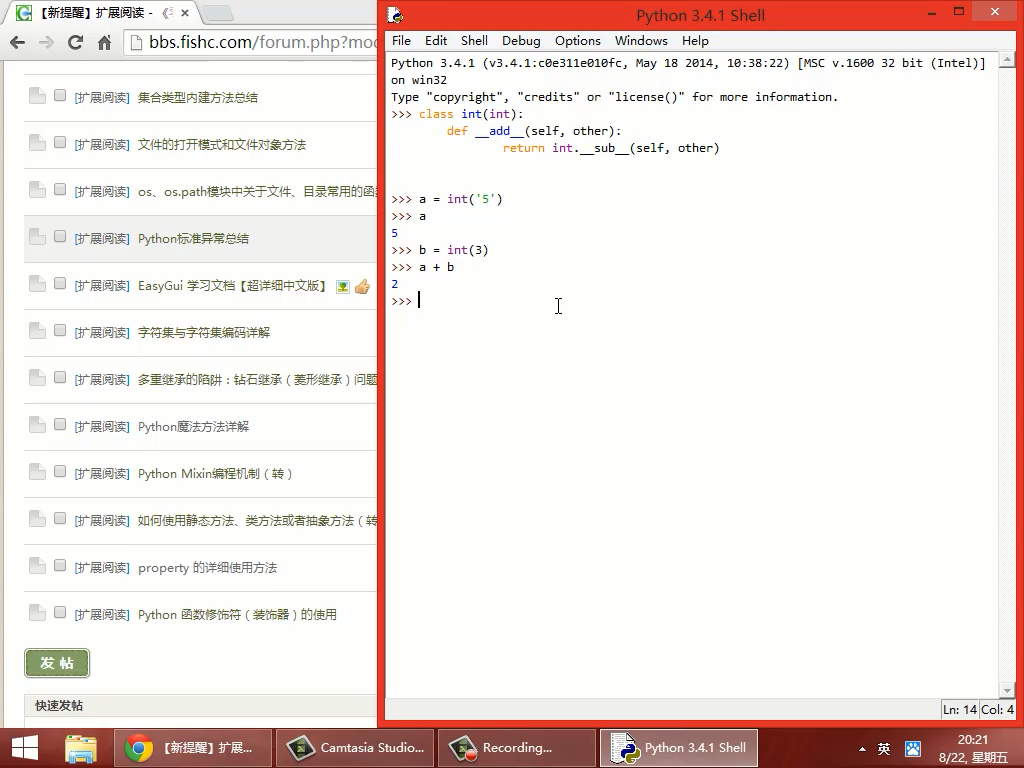 【新提醒】扩展阅读 -
bbs.fishc.com/forum.php?mod
[扩展阅读] 集合类型内建方法总结
[扩展阅读] 文件的打开模式和文件对象方法
[扩展阅读] os、os.path模块中关于文件、目录常用的函
[扩展阅读] Python标准异常总结
[扩展阅读] EasyGui 学习文档【超详细中文版】
[扩展阅读] 字符集与字符集编码详解
[扩展阅读] 多重继承的陷阱：钻石继承（菱形继承）问题
[扩展阅读] Python魔法方法详解
[扩展阅读] Python Mixin编程机制（转）
[扩展阅读] 如何使用静态方法、类方法或者抽象方法（转
[扩展阅读] property 的详细使用方法
[扩展阅读] Python 函数修饰符（装饰器）的使用
发 帖
快速发帖
Python 3.4.1 Shell
File Edit Shell Debug Options Windows Help
Python 3.4.1 (v3.4.1:c0e311e010fc, May 18 2014, 10:38:22) [MSC v.1600 32 bit (Intel)]
on win32
Type "copyright", "credits" or "license()" for more information.
>>> class int(int):
def __add__(self, other):
return int.__sub__(self, other)
>>> a = int('5')
>>> a
5
>>> b = int(3)
>>> a + b
2
>>>
Ln: 14 Col: 4
【新提醒】扩展...
Camtasia Studio...
Recording...
Python 3.4.1 Shell
英
20:21
8/22, 星期五